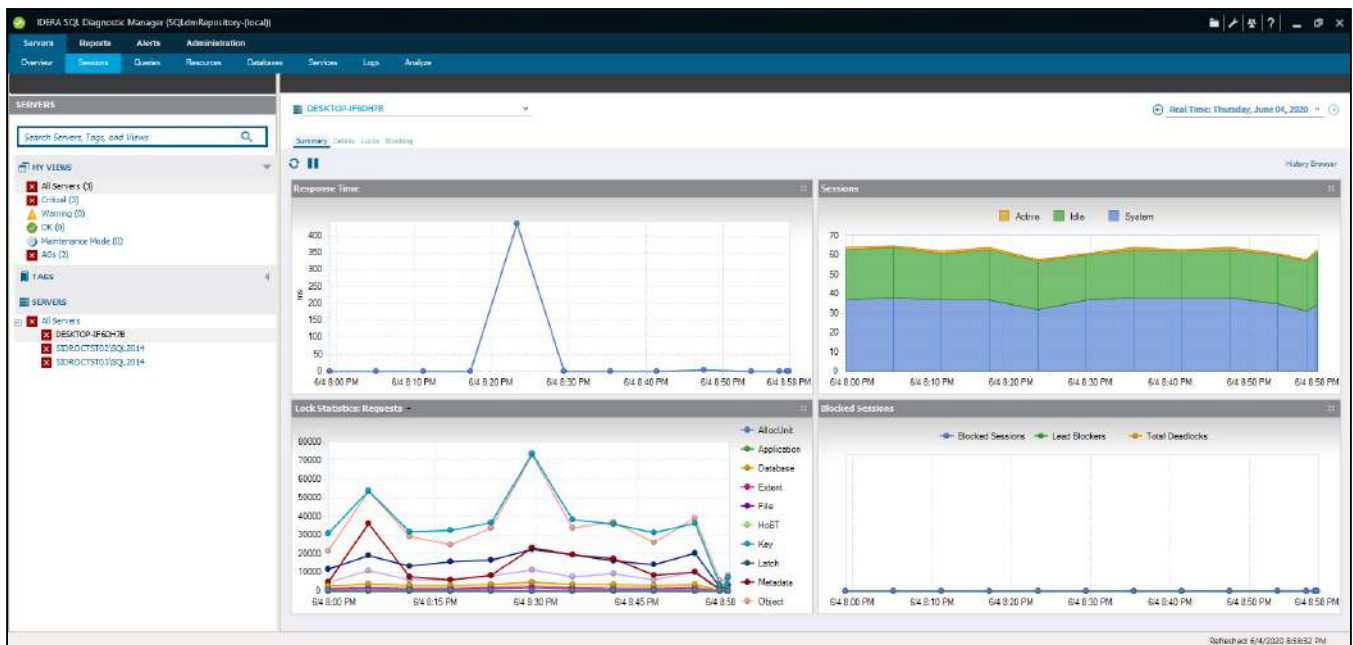 IDERA SQL Diagnostic Manager (SQLdmRepository-(local))
Servers Reports Alerts Administration
Overview Sessions Queries Resources Databases Services Logs Analyze
SERVERS
Search Servers, Tags, and Views
MY VIEWS
All Servers (3)
Critical (3)
Warning (0)
OK (0)
Maintenance Mode (0)
AGs (2)
TAGS
SERVERS
All Servers
DESKTOP-IF6DH7B
SIDROCTST02\SQL2014
SIDROCTST03\SQL2014
DESKTOP-IF6DH7B
Real Time: Thursday, June 04, 2020
Summary Details Locks Blocking
History Browser
Response Time
ms
400
350
300
250
200
150
100
50
0
6/4 8:00 PM 6/4 8:10 PM 6/4 8:20 PM 6/4 8:30 PM 6/4 8:40 PM 6/4 8:50 PM 6/4 8:58 PM
Sessions
Active Idle System
70
60
50
40
30
20
10
0
6/4 8:00 PM 6/4 8:10 PM 6/4 8:20 PM 6/4 8:30 PM 6/4 8:40 PM 6/4 8:50 PM 6/4 8:58 PM
Lock Statistics: Requests
80000
70000
60000
50000
40000
30000
20000
10000
0
6/4 8:00 PM 6/4 8:15 PM 6/4 8:30 PM 6/4 8:45 PM 6/4 8:58
AllocUnit
Application
Database
Extent
File
HoBT
Key
Latch
Metadata
Object
Blocked Sessions
Blocked Sessions Lead Blockers Total Deadlocks
6/4 8:00 PM 6/4 8:10 PM 6/4 8:20 PM 6/4 8:30 PM 6/4 8:40 PM 6/4 8:50 PM 6/4 8:58 PM
Refreshed: 6/4/2020 8:58:52 PM